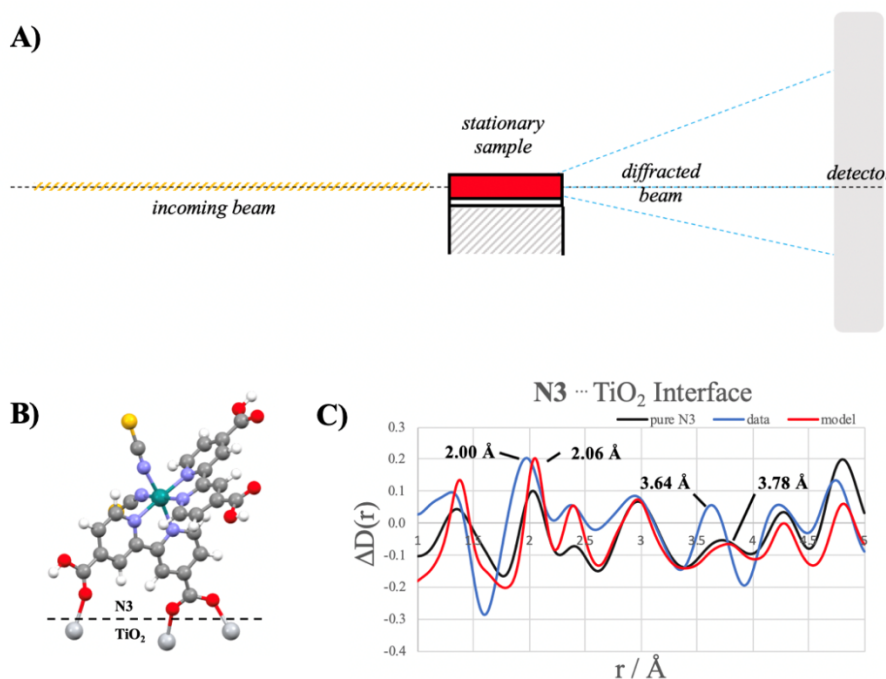 A)
stationary
sample
incoming beam
diffracted
beam
detecto
B)
N3
TiO₂
C)
N3 ··· TiO₂ Interface
pure N3 data model
0.3
0.2
0.1
0.0
-0.1
-0.2
-0.3
-0.4
ΔD(r)
2.00 Å
2.06 Å
3.64 Å
3.78 Å
1 1.5 2 2.5 3 3.5 4 4.5 5
r / Å